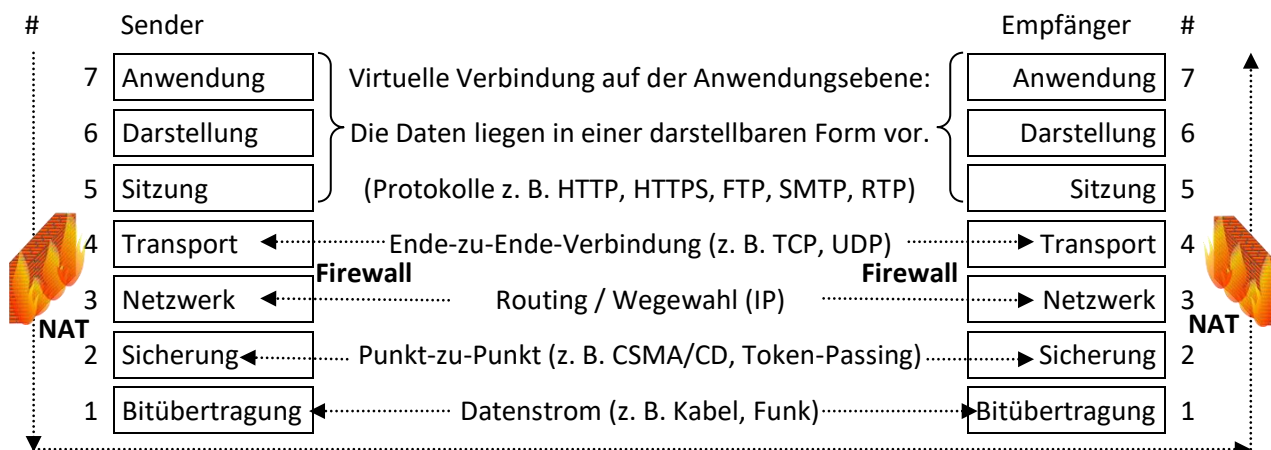 # Sender Empfänger #
7 Anwendung Virtuelle Verbindung auf der Anwendungsebene: Anwendung 7
6 Darstellung Die Daten liegen in einer darstellbaren Form vor. Darstellung 6
5 Sitzung (Protokolle z. B. HTTP, HTTPS, FTP, SMTP, RTP) Sitzung 5
4 Transport Ende-zu-Ende-Verbindung (z. B. TCP, UDP) Transport 4
Firewall Firewall
3 Netzwerk Routing / Wegewahl (IP) Netzwerk 3
NAT NAT
2 Sicherung Punkt-zu-Punkt (z. B. CSMA/CD, Token-Passing) Sicherung 2
1 Bitübertragung Datenstrom (z. B. Kabel, Funk) Bitübertragung 1